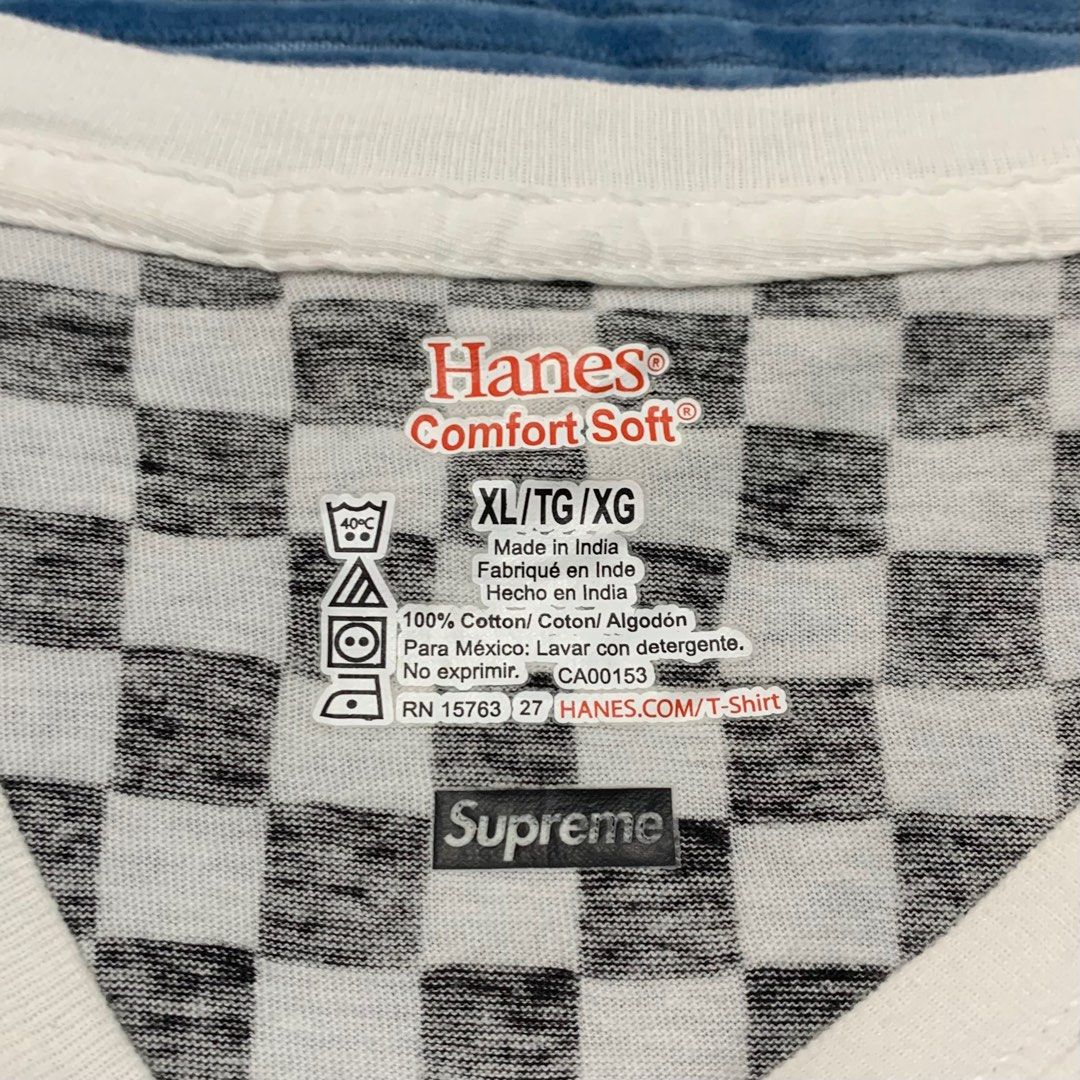 Hanes®
Comfort Soft®
XL/TG/XG
40ºC
Made in India
Fabriqué en Inde
Hecho en India
100% Cotton/ Coton/ Algodón
Para México: Lavar con detergente.
No exprimir. CA00153
RN 15763 27 HANES.COM/T-Shirt
Supreme